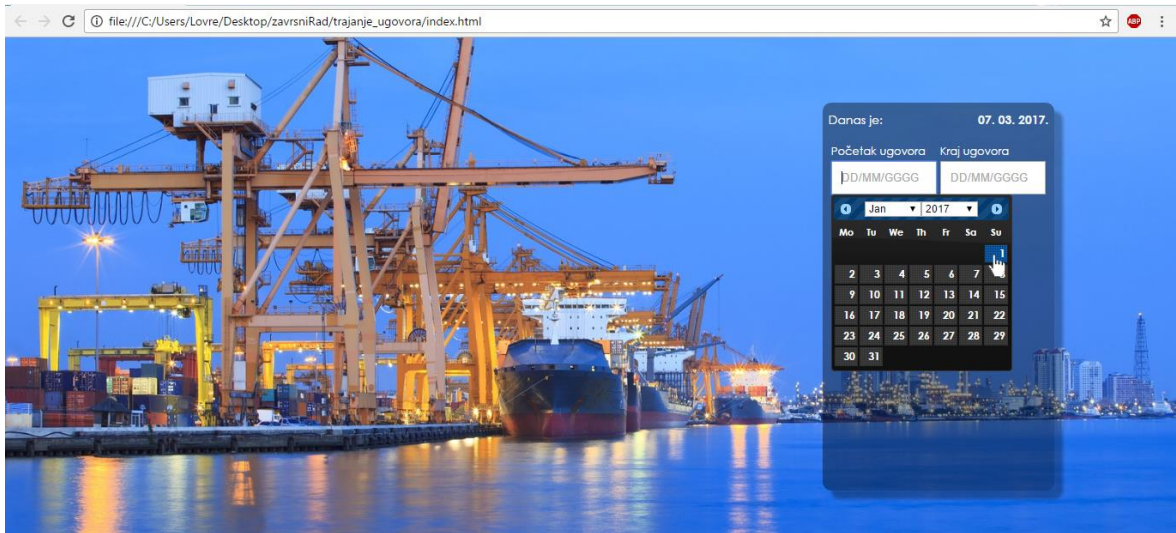 file:///C:/Users/Lovre/Desktop/zavrsniRad/trajanje_ugovora/index.html
ABP
Danas je: 07. 03. 2017.
Početak ugovora Kraj ugovora
DD/MM/GGGG DD/MM/GGGG
Jan 2017
Mo Tu We Th Fr Sa Su
1
2 3 4 5 6 7
9 10 11 12 13 14 15
16 17 18 19 20 21 22
23 24 25 26 27 28 29
30 31